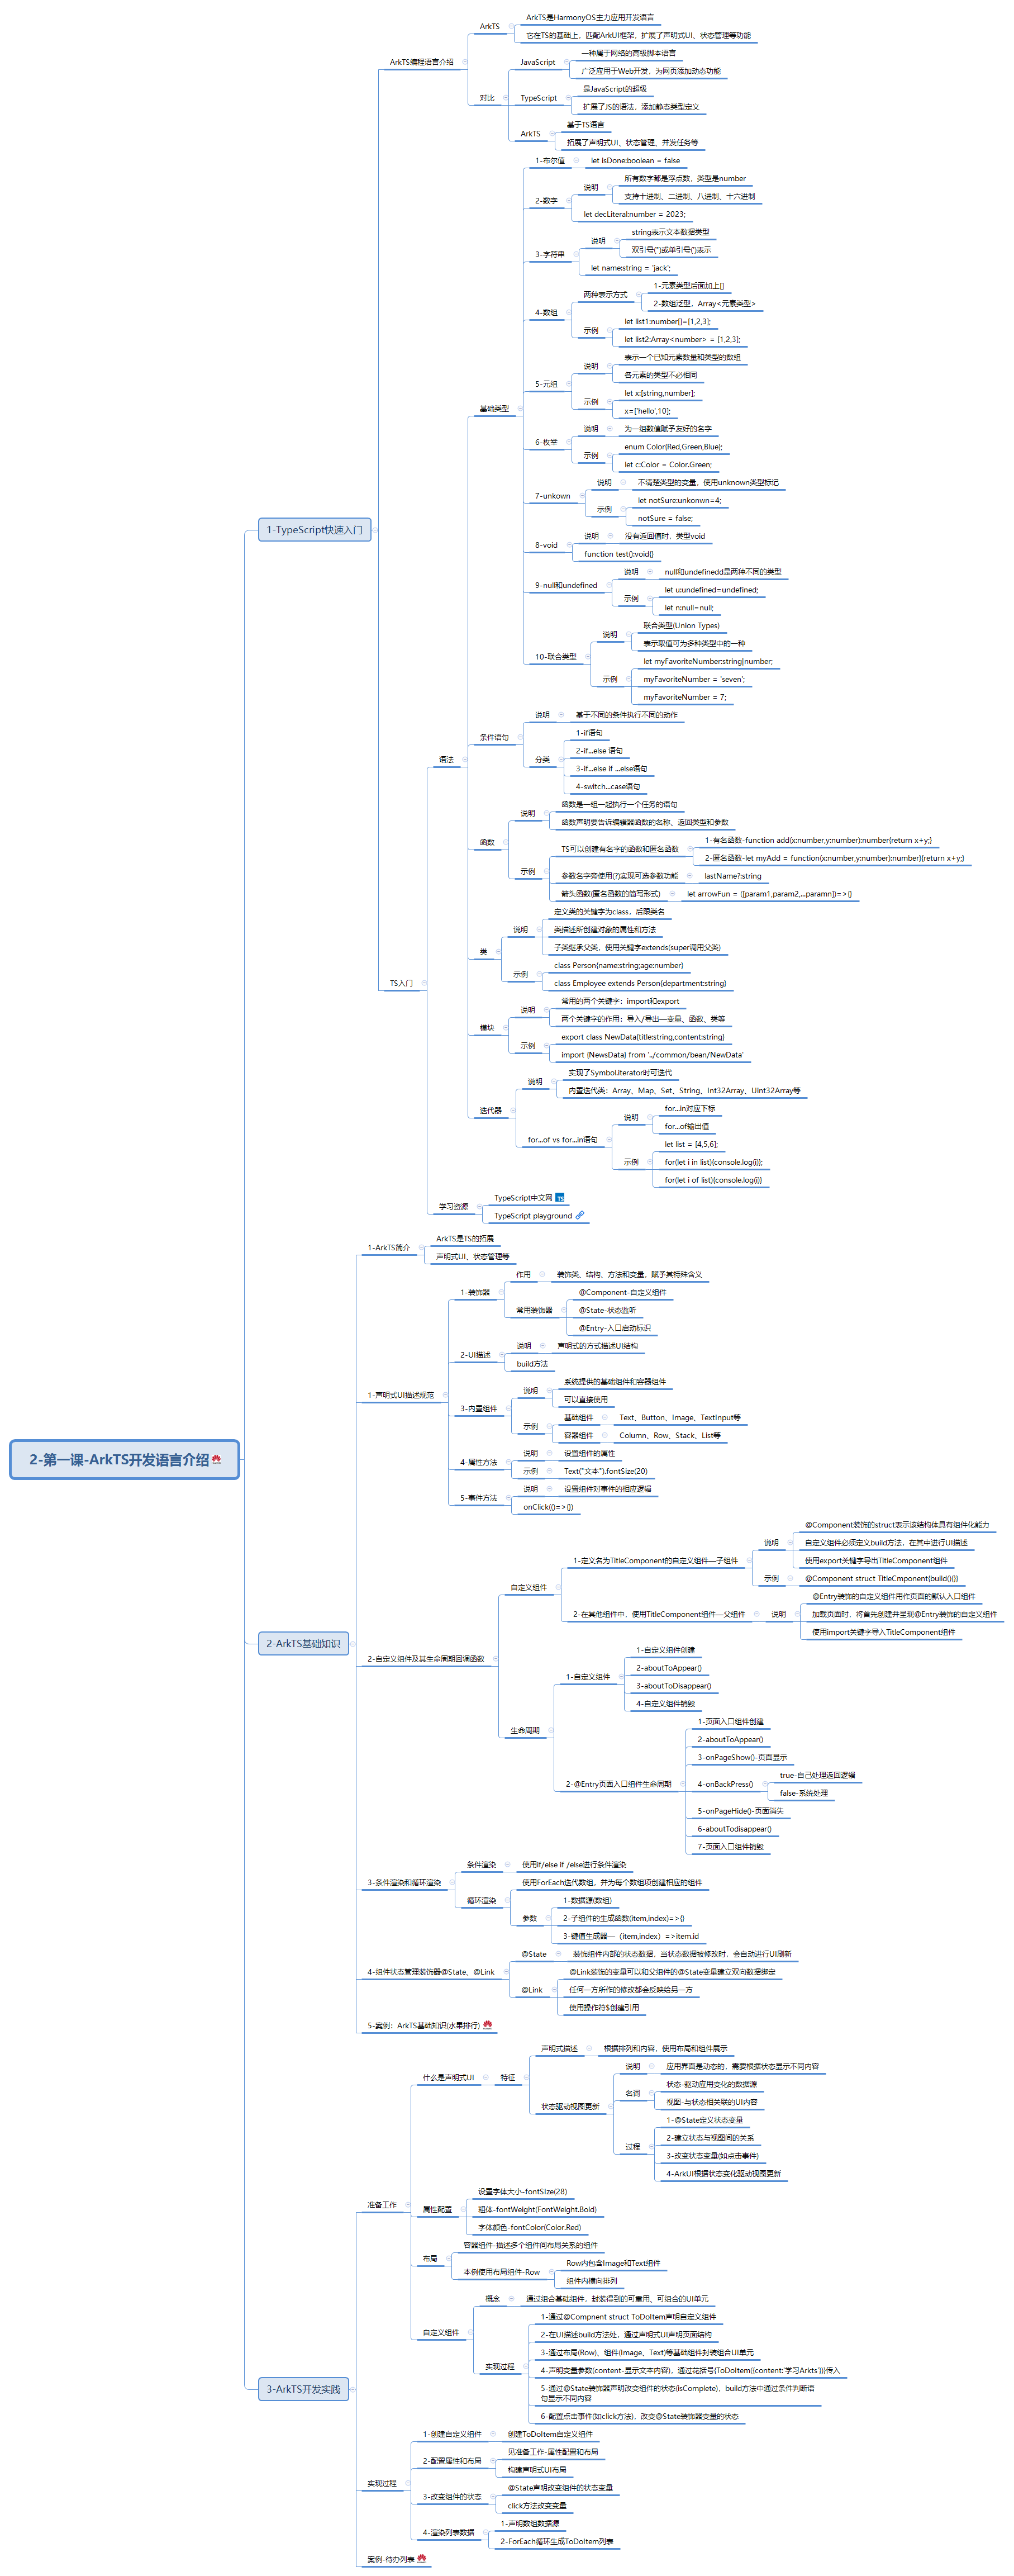 2-第一课-ArkTS开发语言介绍
1-TypeScript快速入门
ArkTS编程语言介绍
ArkTS
ArkTS是HarmonyOS主力应用开发语言
它在TS的基础上，匹配ArkUI框架，扩展了声明式UI、状态管理等功能
对比
JavaScript
一种属于网络的高级脚本语言
广泛应用于Web开发，为网页添加动态功能
TypeScript
是JavaScript的超级
扩展了JS的语法，添加静态类型定义
ArkTS
基于TS语言
拓展了声明式UI、状态管理、并发任务等
TS入门
语法
基础类型
1-布尔值
let isDone:boolean = false
2-数字
说明
所有数字都是浮点数，类型是number
支持十进制、二进制、八进制、十六进制
let decLiteral:number = 2023;
3-字符串
说明
string表示文本数据类型
双引号(")或单引号(')表示
let name:string = 'jack';
4-数组
两种表示方式
1-元素类型后面加上[]
2-数组泛型，Array<元素类型>
示例
let list1:number[]=[1,2,3];
let list2:Array<number> = [1,2,3];
5-元组
说明
表示一个已知元素数量和类型的数组
各元素的类型不必相同
示例
let x:[string,number];
x=['hello',10];
6-枚举
说明
为一组数值赋予友好的名字
示例
enum Color{Red,Green,Blue};
let c:Color = Color.Green;
7-unkown
说明
不清楚类型的变量，使用unknown类型标记
示例
let notSure:unkonwn=4;
notSure = false;
8-void
说明
没有返回值时，类型void
function test():void{}
9-null和undefined
说明
null和undefinedd是两种不同的类型
示例
let u:undefined=undefined;
let n:null=null;
10-联合类型
说明
联合类型(Union Types)
表示取值可为多种类型中的一种
示例
let myFavoriteNumber:string|number;
myFavoriteNumber = 'seven';
myFavoriteNumber = 7;
条件语句
说明
基于不同的条件执行不同的动作
分类
1-if语句
2-if...else 语句
3-if...else if ...else语句
4-switch...case语句
函数
说明
函数是一组一起执行一个任务的语句
函数声明要告诉编辑器函数的名称、返回类型和参数
示例
TS可以创建有名字的函数和匿名函数
1-有名函数-function add(x:number,y:number):number{return x+y;}
2-匿名函数-let myAdd = function(x:number,y:number):number){return x+y;}
参数名字旁使用(?)实现可选参数功能
lastName?:string
箭头函数(匿名函数的简写形式)
let arrowFun = ([param1,param2,...paramn])=>{}
类
说明
定义类的关键字为class，后跟类名
类描述所创建对象的属性和方法
子类继承父类，使用关键字extends(super调用父类)
示例
class Person{name:string;age:number}
class Employee extends Person{department:string}
模块
说明
常用的两个关键字：import和export
两个关键字的作用：导入/导出—变量、函数、类等
示例
export class NewData{title:string,content:string}
import {NewsData} from '../common/bean/NewData'
迭代器
说明
实现了Symbol.iterator时可迭代
内置迭代类：Array、Map、Set、String、Int32Array、Uint32Array等
for...of vs for...in语句
说明
for...in对应下标
for...of输出值
示例
let list = [4,5,6];
for(let i in list){console.log(i)};
for(let i of list){console.log(i)}
学习资源
TypeScript中文网
TS
TypeScript playground
2-ArkTS基础知识
1-ArkTS简介
ArkTS是TS的拓展
声明式UI、状态管理等
1-声明式UI描述规范
1-装饰器
作用
装饰类、结构、方法和变量，赋予其特殊含义
常用装饰器
@Component-自定义组件
@State-状态监听
@Entry-入口启动标识
2-UI描述
说明
声明式的方式描述UI结构
build方法
3-内置组件
说明
系统提供的基础组件和容器组件
可以直接使用
示例
基础组件
Text、Button、Image、TextInput等
容器组件
Column、Row、Stack、List等
4-属性方法
说明
设置组件的属性
示例
Text("文本").fontSize(20)
5-事件方法
说明
设置组件对事件的相应逻辑
onClick(()=>{})
2-自定义组件及其生命周期回调函数
自定义组件
1-定义名为TitleComponent的自定义组件—子组件
说明
@Component装饰的struct表示该结构体具有组件化能力
自定义组件必须定义build方法，在其中进行UI描述
使用export关键字导出TitleComponent组件
示例
@Component struct TitleCmponent{build(){}}
2-在其他组件中，使用TitleComponent组件—父组件
说明
@Entry装饰的自定义组件用作页面的默认入口组件
加载页面时，将首先创建并呈现@Entry装饰的自定义组件
使用import关键字导入TitleComponent组件
生命周期
1-自定义组件
1-自定义组件创建
2-aboutToAppear()
3-aboutToDisappear()
4-自定义组件销毁
2-@Entry页面入口组件生命周期
1-页面入口组件创建
2-aboutToAppear()
3-onPageShow()-页面显示
4-onBackPress()
true-自己处理返回逻辑
false-系统处理
5-onPageHide()-页面消失
6-aboutTodisappear()
7-页面入口组件销毁
3-条件渲染和循环渲染
条件渲染
使用if/else if /else进行条件渲染
循环渲染
使用ForEach迭代数组，并为每个数组项创建相应的组件
参数
1-数据源(数组)
2-子组件的生成函数(item,index)=>{}
3-键值生成器—（item,index）=>item.id
4-组件状态管理装饰器@State、@Link
@State
装饰组件内部的状态数据，当状态数据被修改时，会自动进行UI刷新
@Link
@Link装饰的变量可以和父组件的@State变量建立双向数据绑定
任何一方所作的修改都会反映给另一方
使用操作符$创建引用
5-案例：ArkTS基础知识(水果排行)
3-ArkTS开发实践
准备工作
什么是声明式UI
特征
声明式描述
根据排列和内容，使用布局和组件展示
状态驱动视图更新
说明
应用界面是动态的，需要根据状态显示不同内容
名词
状态-驱动应用变化的数据源
视图-与状态相关联的UI内容
过程
1-@State定义状态变量
2-建立状态与视图间的关系
3-改变状态变量(如点击事件)
4-ArkUI根据状态变化驱动视图更新
属性配置
设置字体大小-fontSIze(28)
粗体-fontWeight(FontWeight.Bold)
字体颜色-fontColor(Color.Red)
布局
容器组件-描述多个组件间布局关系的组件
本例使用布局组件-Row
Row内包含Image和Text组件
组件内横向排列
自定义组件
概念
通过组合基础组件，封装得到的可重用、可组合的UI单元
实现过程
1-通过@Compnent struct ToDoItem声明自定义组件
2-在UI描述build方法处，通过声明式UI声明页面结构
3-通过布局(Row)、组件(Image、Text)等基础组件封装组合UI单元
4-声明变量参数(content-显示文本内容)，通过花括号(ToDoItem({content:'学习Arkts'}))传入
5-通过@State装饰器声明改变组件的状态(isComplete)，build方法中通过条件判断语
句显示不同内容
6-配置点击事件(如click方法)，改变@State装饰器变量的状态
实现过程
1-创建自定义组件
创建ToDoItem自定义组件
2-配置属性和布局
见准备工作-属性配置和布局
构建声明式UI布局
3-改变组件的状态
@State声明改变组件的状态变量
click方法改变变量
4-渲染列表数据
1-声明数组数据源
2-ForEach循环生成ToDoItem列表
案例-待办列表